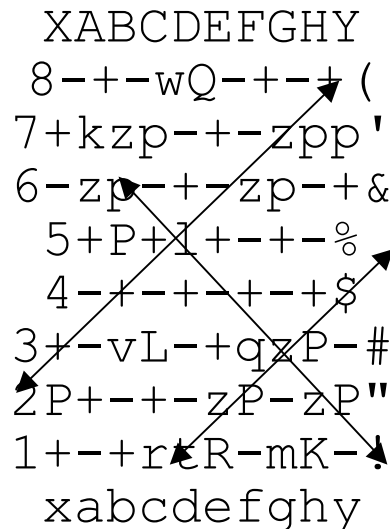 XABCDEFGHY
8-+-wQ-+-+(
7+kzp-+-zpp'
6-zp-+-zp-+&
5+P+l+-+-%
4-+-+-+-+$
3+-vL-+qzP-#
2P+-+-zP-zP"
1+-+rtR-mK-!
xabcdefghy